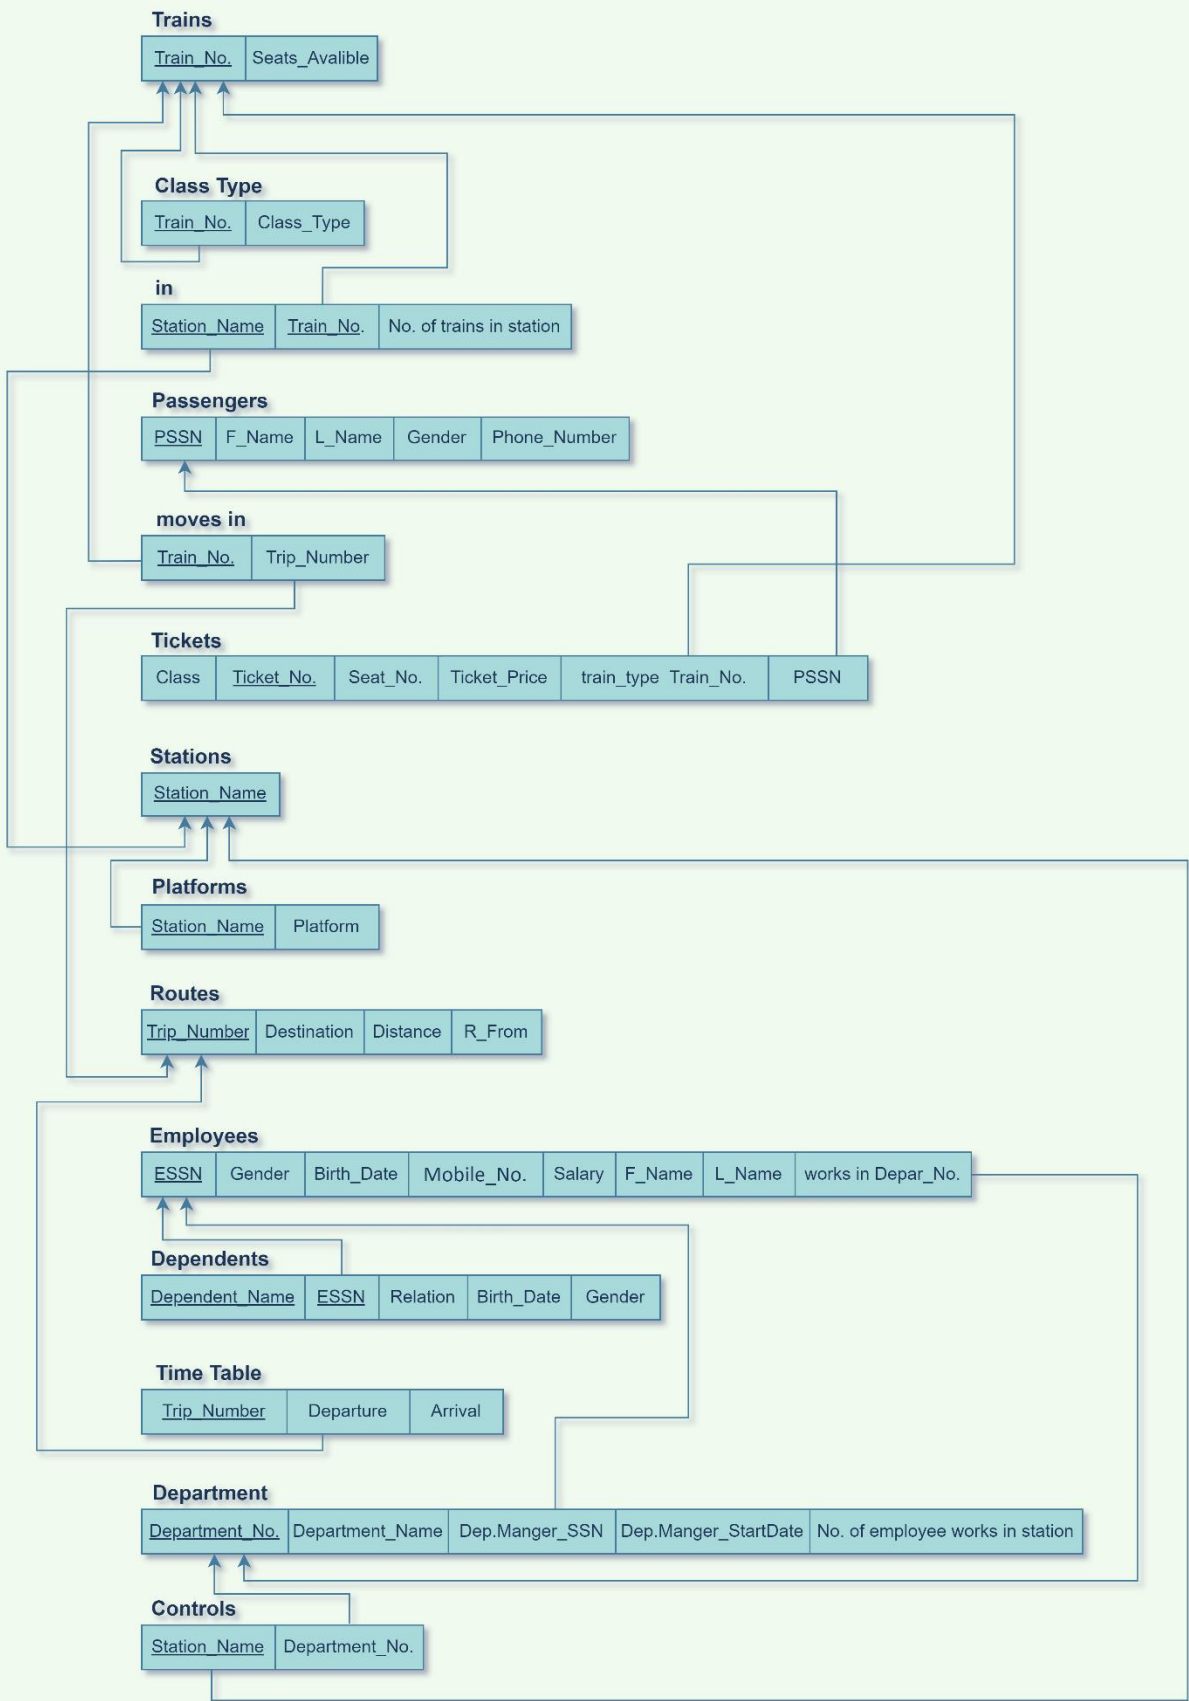 Trains
Train_No. Seats_Avalible
Class Type
Train_No. Class_Type
in
Station_Name Train_No. No. of trains in station
Passengers
PSSN F_Name L_Name Gender Phone_Number
moves in
Train_No. Trip_Number
Tickets
Class Ticket_No. Seat_No. Ticket_Price train_type Train_No. PSSN
Stations
Station_Name
Platforms
Station_Name Platform
Routes
Trip_Number Destination Distance R_From
Employees
ESSN Gender Birth_Date Mobile_No. Salary F_Name L_Name works in Depar_No.
Dependents
Dependent_Name ESSN Relation Birth_Date Gender
Time Table
Trip_Number Departure Arrival
Department
Department_No. Department_Name Dep.Manger_SSN Dep.Manger_StartDate No. of employee works in station
Controls
Station_Name Department_No.